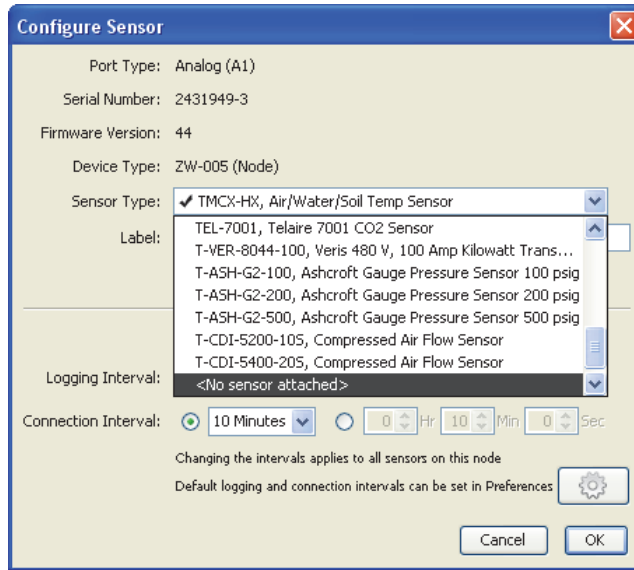 Configure Sensor
Port Type: Analog (A1)
Serial Number: 2431949-3
Firmware Version: 44
Device Type: ZW-005 (Node)
Sensor Type: ✔ TMCX-HX, Air/Water/Soil Temp Sensor
TEL-7001, Telaire 7001 CO2 Sensor
Label:
T-VER-8044-100, Veris 480 V, 100 Amp Kilowatt Trans...
T-ASH-G2-100, Ashcroft Gauge Pressure Sensor 100 psig
T-ASH-G2-200, Ashcroft Gauge Pressure Sensor 200 psig
T-ASH-G2-500, Ashcroft Gauge Pressure Sensor 500 psig
T-CDI-5200-10S, Compressed Air Flow Sensor
T-CDI-5400-20S, Compressed Air Flow Sensor
Logging Interval:
<No sensor attached>
Connection Interval: 10 Minutes 0 Hr 10 Min 0 Sec
Changing the intervals applies to all sensors on this node
Default logging and connection intervals can be set in Preferences
Cancel OK